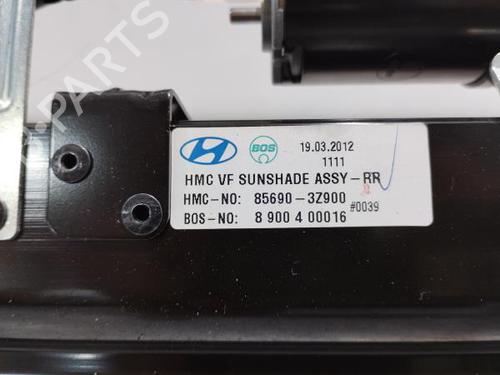 B-PARTS
BOS
19.03.2012
1111
HMC VF SUNSHADE ASSY-RR
HMC-NO: 85690-3Z900
#0039
BOS-NO: 8 900 4 00016